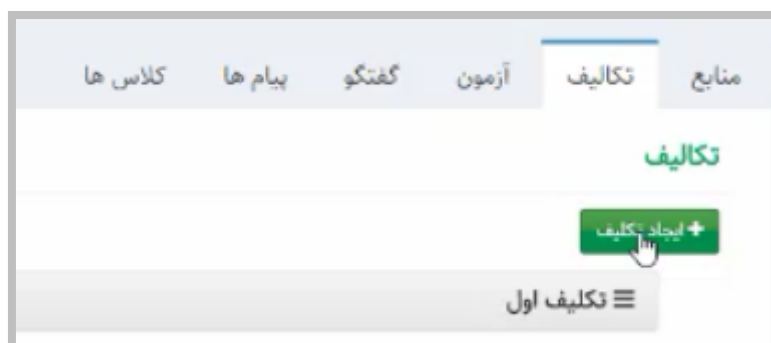 منابع تکالیف آزمون گفتگو پیام ها کلاس ها
تکالیف
+ ایجاد تکلیف
تکلیف اول